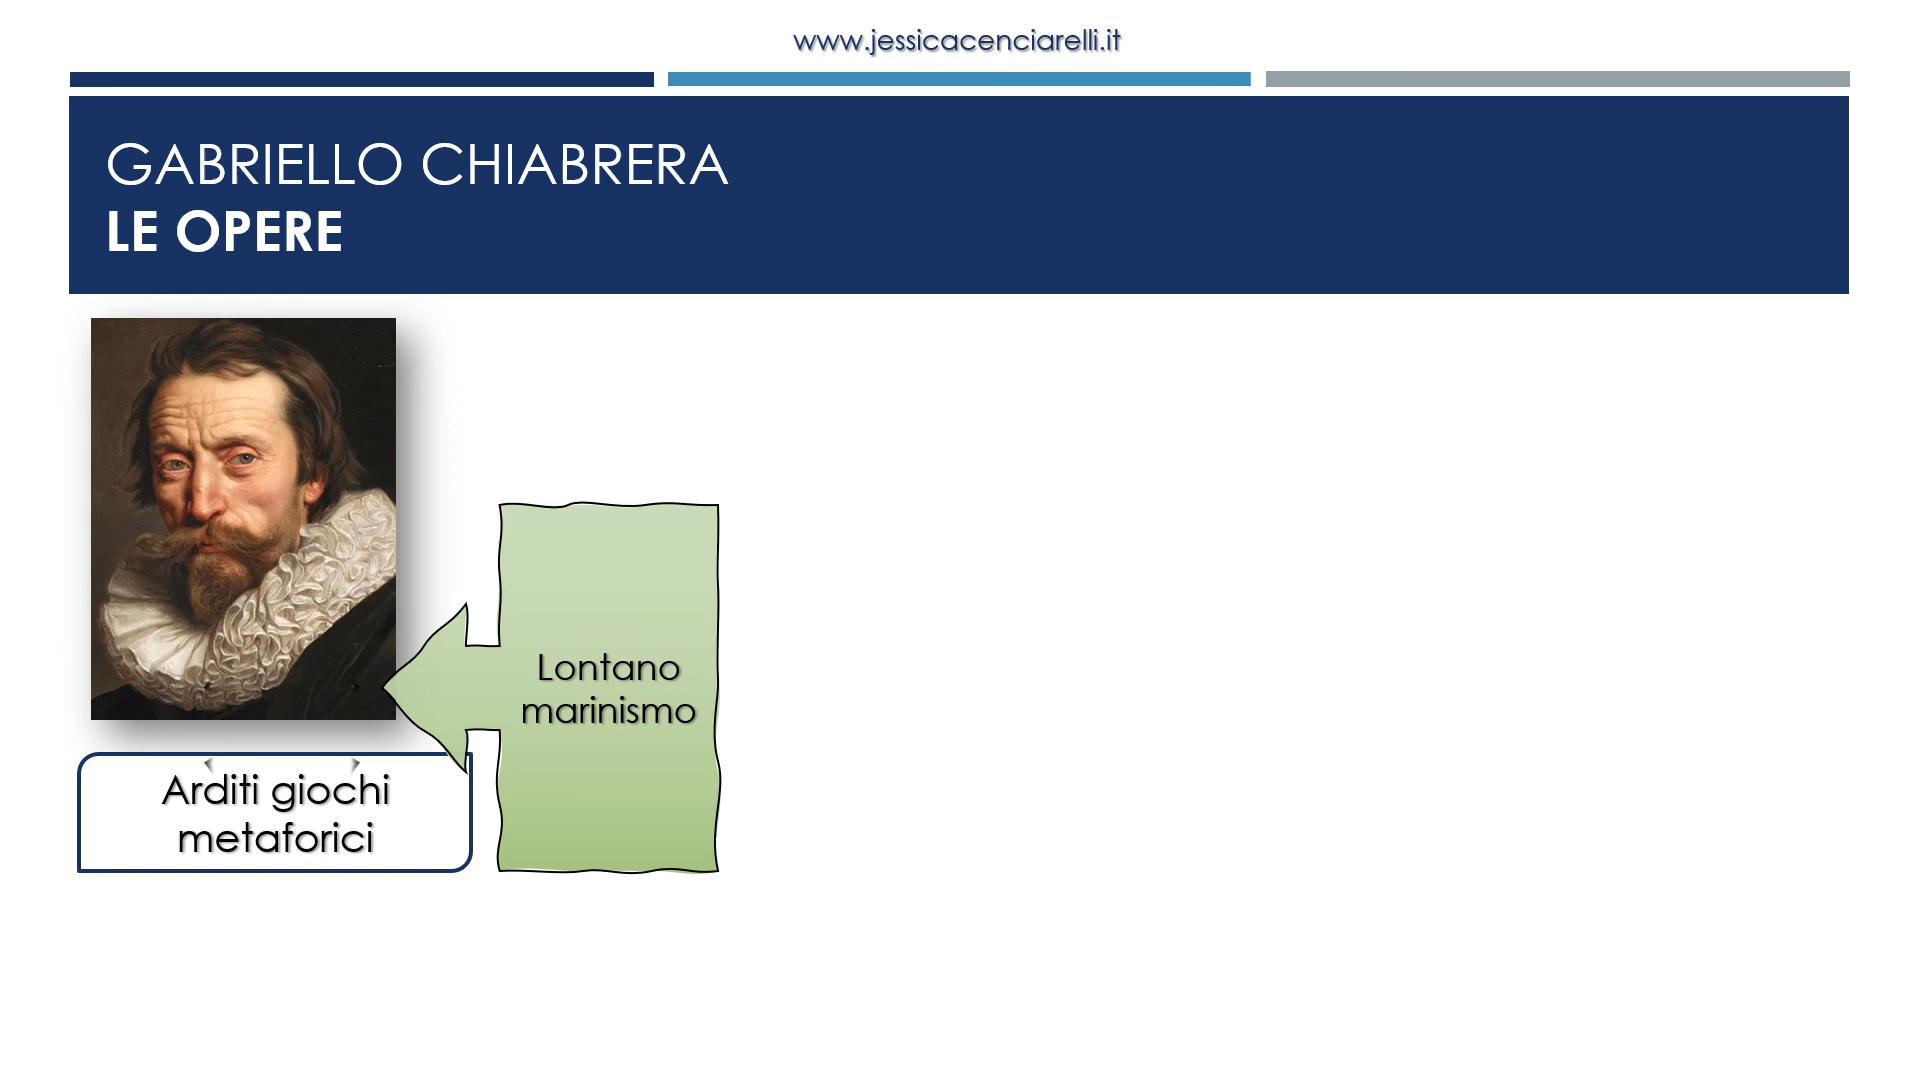 www.jessicacenciarelli.it
GABRIELLO CHIABRERA
LE OPERE
Lontano
marinismo
Arditi giochi
metaforici